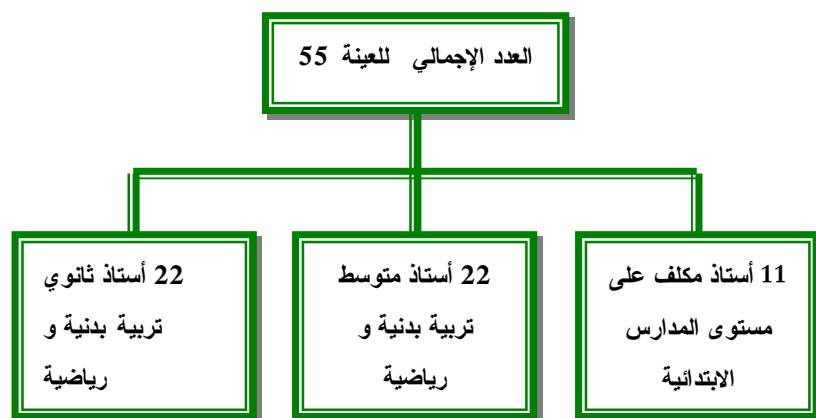 العدد الإجمالي للعينة 55
11 أستاذ مكلف على
مستوى المدارس
الابتدائية
22 أستاذ متوسط
تربية بدنية و
رياضية
22 أستاذ ثانوي
تربية بدنية و
رياضية